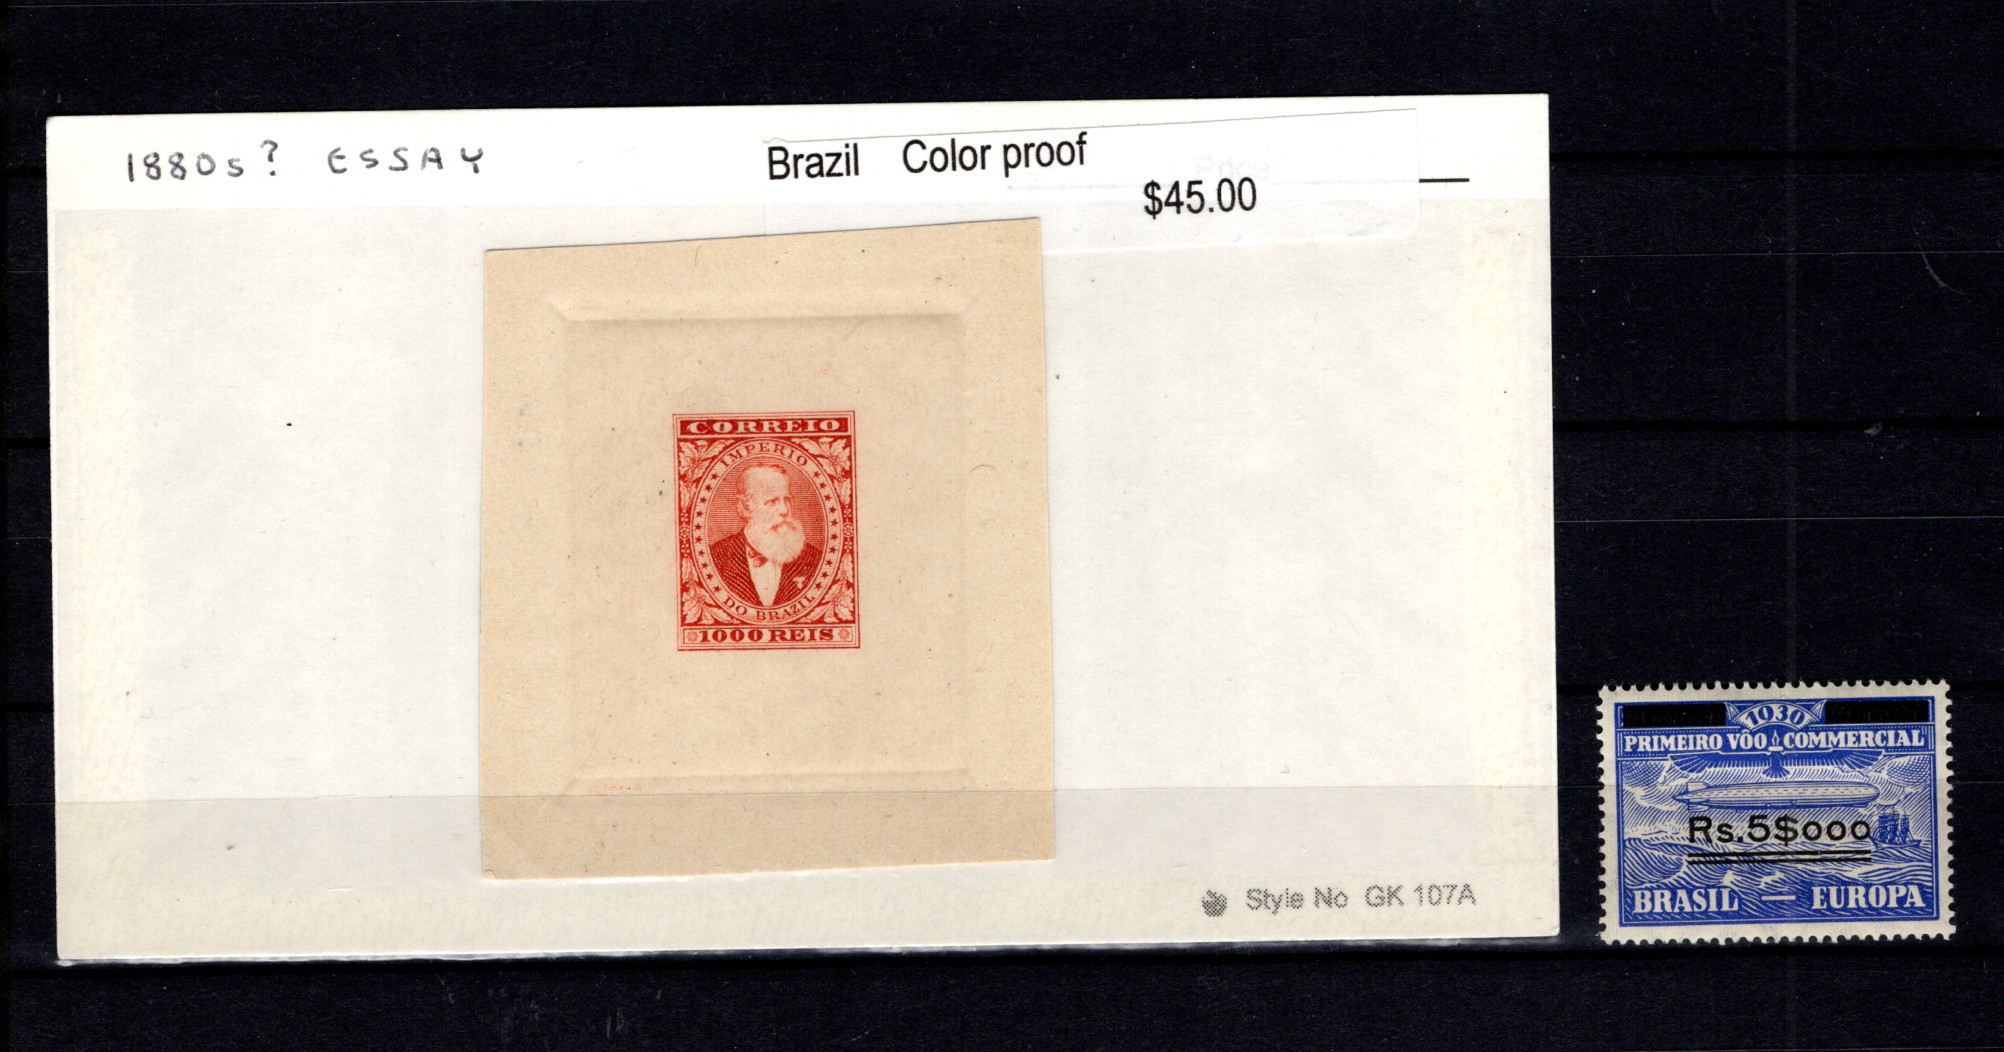 1880s? ESSAY
Brazil Color proof
Price
$45.00
CORREIO
IMPERIO
DO BRAZIL
1000 REIS
Style No GK 107A
1930
PRIMEIRO VÔO COMMERCIAL
Rs.5$000
BRASIL — EUROPA